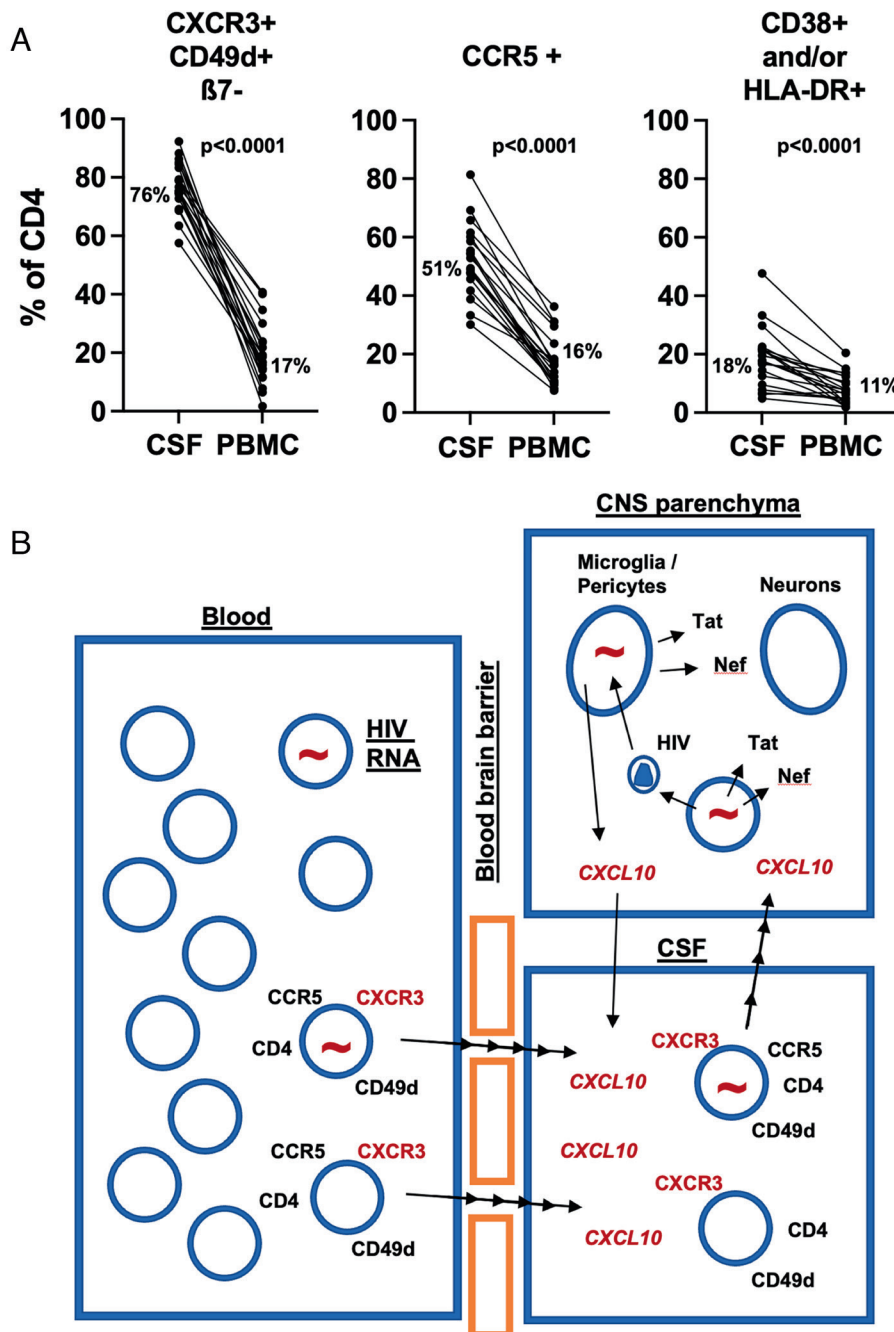 A
CXCR3+
CD49d+
ß7-
CCR5 +
CD38+
and/or
HLA-DR+
% of CD4
100
80
60
40
20
0
p<0.0001
76%
17%
CSF PBMC
100
80
60
40
20
0
p<0.0001
51%
16%
CSF PBMC
100
80
60
40
20
0
p<0.0001
18%
11%
CSF PBMC
B
Blood
HIV
RNA
CCR5 CXCR3
CD4
CD49d
CCR5 CXCR3
CD4
CD49d
Blood brain barrier
CNS parenchyma
Microglia /
Pericytes
Neurons
Tat
Nef
HIV
Tat
Nef
CXCL10
CXCL10
CSF
CXCR3
CCR5
CXCL10
CD4
CD49d
CXCL10
CXCR3
CXCL10
CD4
CD49d